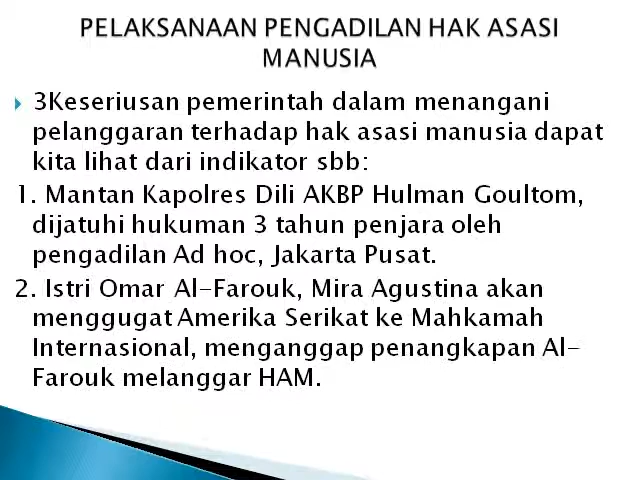 PELAKSANAAN PENGADILAN HAK ASASI
MANUSIA
3Keseriusan pemerintah dalam menangani
pelanggaran terhadap hak asasi manusia dapat
kita lihat dari indikator sbb:
1. Mantan Kapolres Dili AKBP Hulman Goultom,
dijatuhi hukuman 3 tahun penjara oleh
pengadilan Ad hoc, Jakarta Pusat.
2. Istri Omar Al-Farouk, Mira Agustina akan
menggugat Amerika Serikat ke Mahkamah
Internasional, menganggap penangkapan Al-
Farouk melanggar HAM.